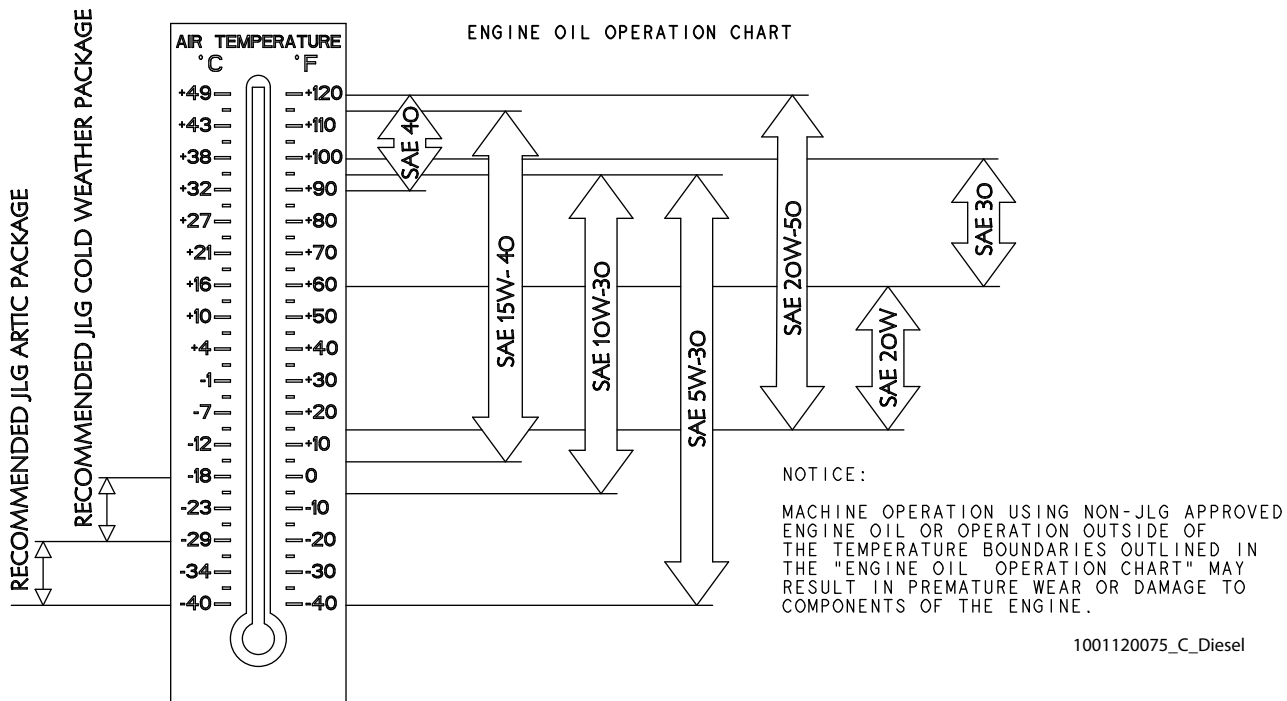 ENGINE OIL OPERATION CHART
AIR TEMPERATURE
°C °F
+49 +120
+43 +110
+38 +100
+32 +90
+27 +80
+21 +70
+16 +60
+10 +50
+4 +40
-1 +30
-7 +20
-12 +10
-18 0
-23 -10
-29 -20
-34 -30
-40 -40
RECOMMENDED JLG ARTIC PACKAGE
RECOMMENDED JLG COLD WEATHER PACKAGE
SAE 40
SAE 15W-40
SAE 10W-30
SAE 5W-30
SAE 20W-50
SAE 20W
SAE 30
NOTICE:
MACHINE OPERATION USING NON-JLG APPROVED
ENGINE OIL OR OPERATION OUTSIDE OF
THE TEMPERATURE BOUNDARIES OUTLINED IN
THE "ENGINE OIL OPERATION CHART" MAY
RESULT IN PREMATURE WEAR OR DAMAGE TO
COMPONENTS OF THE ENGINE.
1001120075_C_Diesel